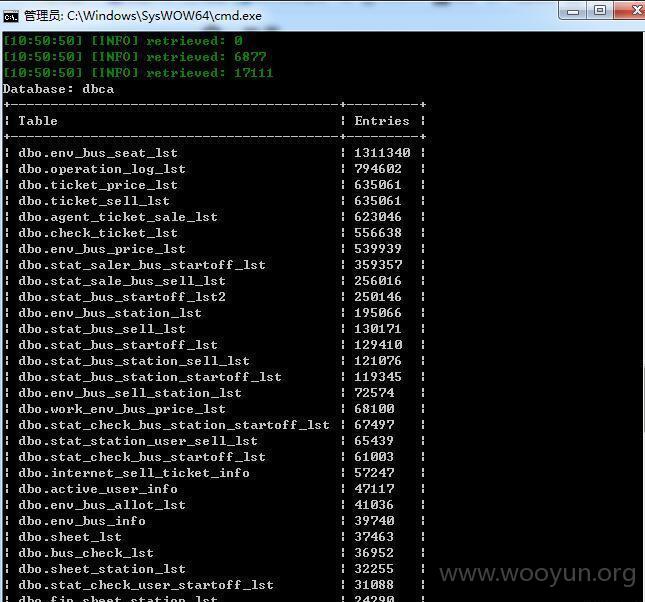 管理员: C:\Windows\SysWOW64\cmd.exe
[10:50:50] [INFO] retrieved: 0
[10:50:50] [INFO] retrieved: 6877
[10:50:50] [INFO] retrieved: 17111
Database: dbca
+----------------------------------------+---------+
| Table | Entries |
+----------------------------------------+---------+
| dbo.env_bus_seat_lst | 1311340 |
| dbo.operation_log_lst | 794602 |
| dbo.ticket_price_lst | 635061 |
| dbo.ticket_sell_lst | 635061 |
| dbo.agent_ticket_sale_lst | 623046 |
| dbo.check_ticket_lst | 556638 |
| dbo.env_bus_price_lst | 539939 |
| dbo.stat_saler_bus_startoff_lst | 359357 |
| dbo.stat_sale_bus_sell_lst | 256016 |
| dbo.stat_bus_startoff_lst2 | 250146 |
| dbo.env_bus_station_lst | 195066 |
| dbo.stat_bus_sell_lst | 130171 |
| dbo.stat_bus_startoff_lst | 129410 |
| dbo.stat_bus_station_sell_lst | 121076 |
| dbo.stat_bus_station_startoff_lst | 119345 |
| dbo.env_bus_sell_station_lst | 72574 |
| dbo.work_env_bus_price_lst | 68100 |
| dbo.stat_check_bus_station_startoff_lst | 67497 |
| dbo.stat_station_user_sell_lst | 65439 |
| dbo.stat_check_bus_startoff_lst | 61003 |
| dbo.internet_sell_ticket_info | 57247 |
| dbo.active_user_info | 47117 |
| dbo.env_bus_allot_lst | 41036 |
| dbo.env_bus_info | 39740 |
| dbo.sheet_lst | 37463 |
| dbo.bus_check_lst | 36952 |
| dbo.sheet_station_lst | 32255 |
| dbo.stat_check_user_startoff_lst | 31088 |
| dbo.fin_sheet_station_lst | 24290 |
www.wooyun.org